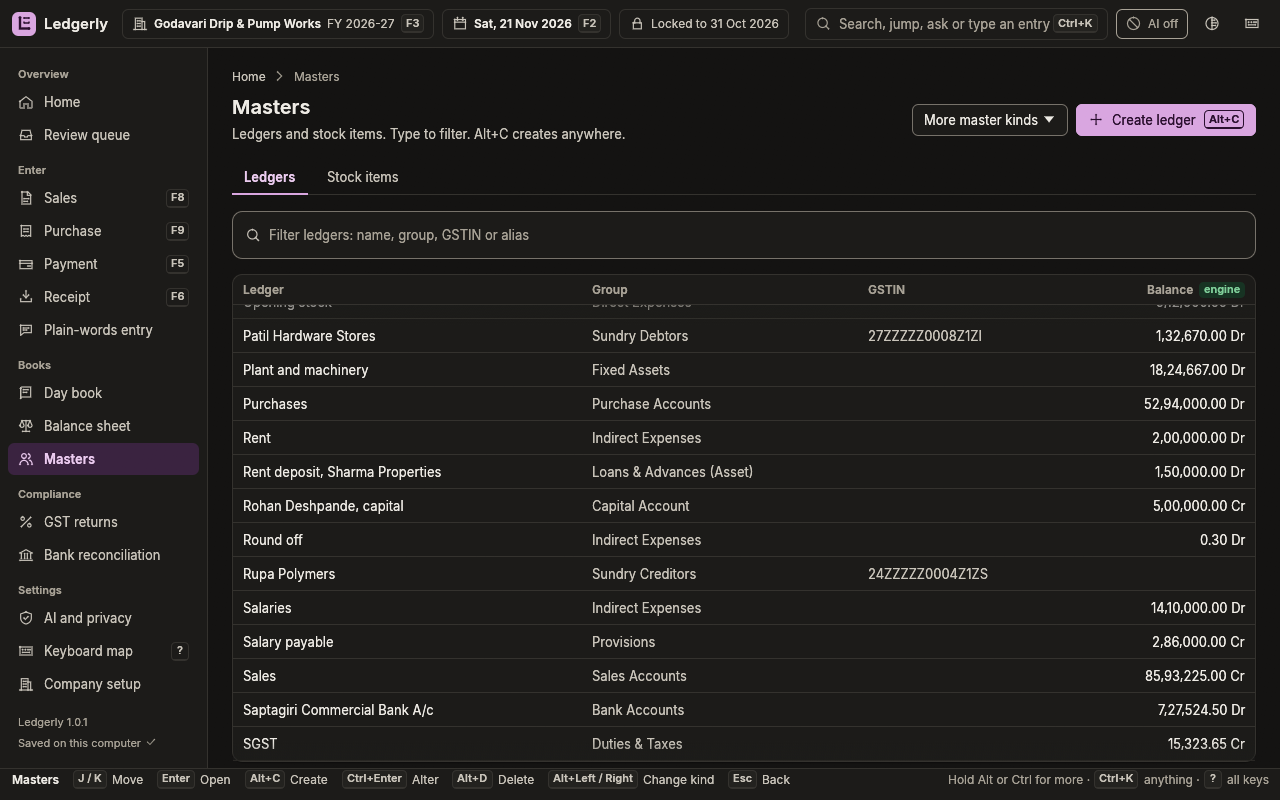 Ledgerly
Godavari Drip & Pump Works FY 2026-27 F3
Sat, 21 Nov 2026 F2
Locked to 31 Oct 2026
Search, jump, ask or type an entry Ctrl+K
AI off
Overview
Home
Review queue
Enter
Sales F8
Purchase F9
Payment F5
Receipt F6
Plain-words entry
Books
Day book
Balance sheet
Masters
Compliance
GST returns
Bank reconciliation
Settings
AI and privacy
Keyboard map ?
Company setup
Ledgerly 1.0.1
Saved on this computer
Home Masters
Masters
Ledgers and stock items. Type to filter. Alt+C creates anywhere.
More master kinds
Create ledger Alt+C
Ledgers Stock items
Filter ledgers: name, group, GSTIN or alias
Ledger Group GSTIN Balance engine
Opening stock Direct Expenses
Patil Hardware Stores Sundry Debtors 27ZZZZZ0008Z1ZI 1,32,670.00 Dr
Plant and machinery Fixed Assets 18,24,667.00 Dr
Purchases Purchase Accounts 52,94,000.00 Dr
Rent Indirect Expenses 2,00,000.00 Dr
Rent deposit, Sharma Properties Loans & Advances (Asset) 1,50,000.00 Dr
Rohan Deshpande, capital Capital Account 5,00,000.00 Cr
Round off Indirect Expenses 0.30 Dr
Rupa Polymers Sundry Creditors 24ZZZZZ0004Z1ZS
Salaries Indirect Expenses 14,10,000.00 Dr
Salary payable Provisions 2,86,000.00 Cr
Sales Sales Accounts 85,93,225.00 Cr
Saptagiri Commercial Bank A/c Bank Accounts 7,27,524.50 Dr
SGST Duties & Taxes 15,323.65 Cr
Masters J / K Move Enter Open Alt+C Create Ctrl+Enter Alter Alt+D Delete Alt+Left / Right Change kind Esc Back Hold Alt or Ctrl for more · Ctrl+K anything · ? all keys